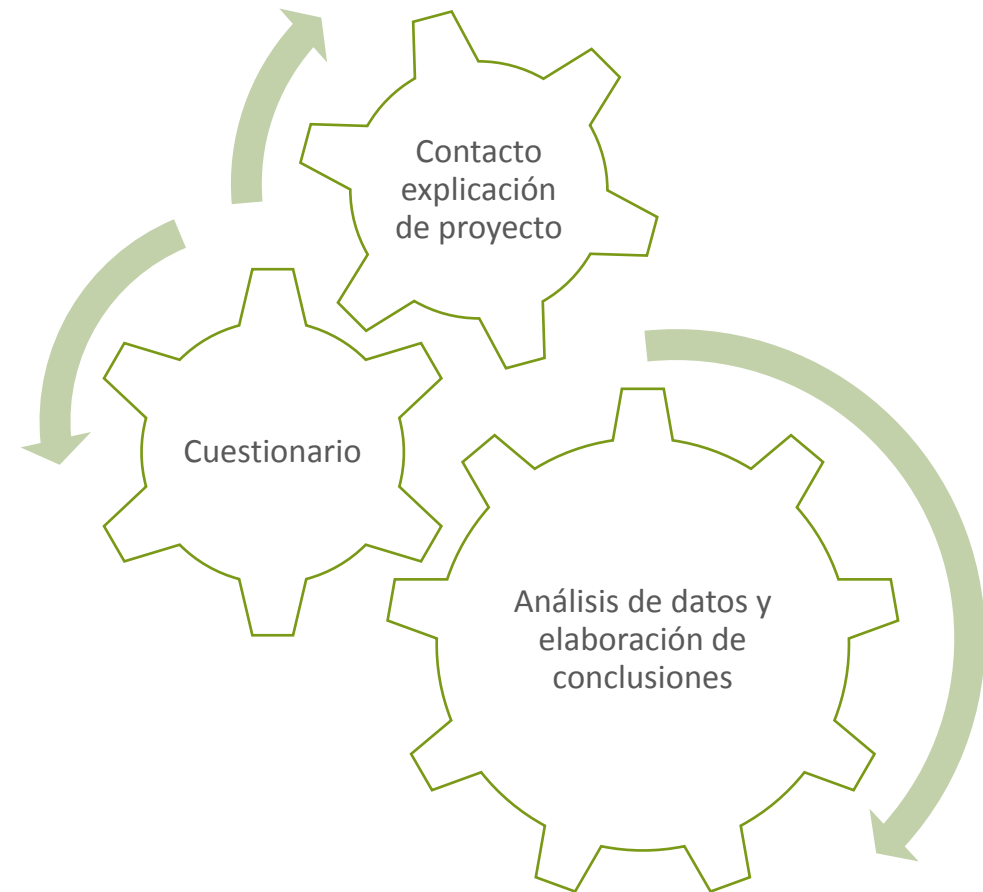 Contacto
explicación
de proyecto
Cuestionario
Análisis de datos y
elaboración de
conclusiones